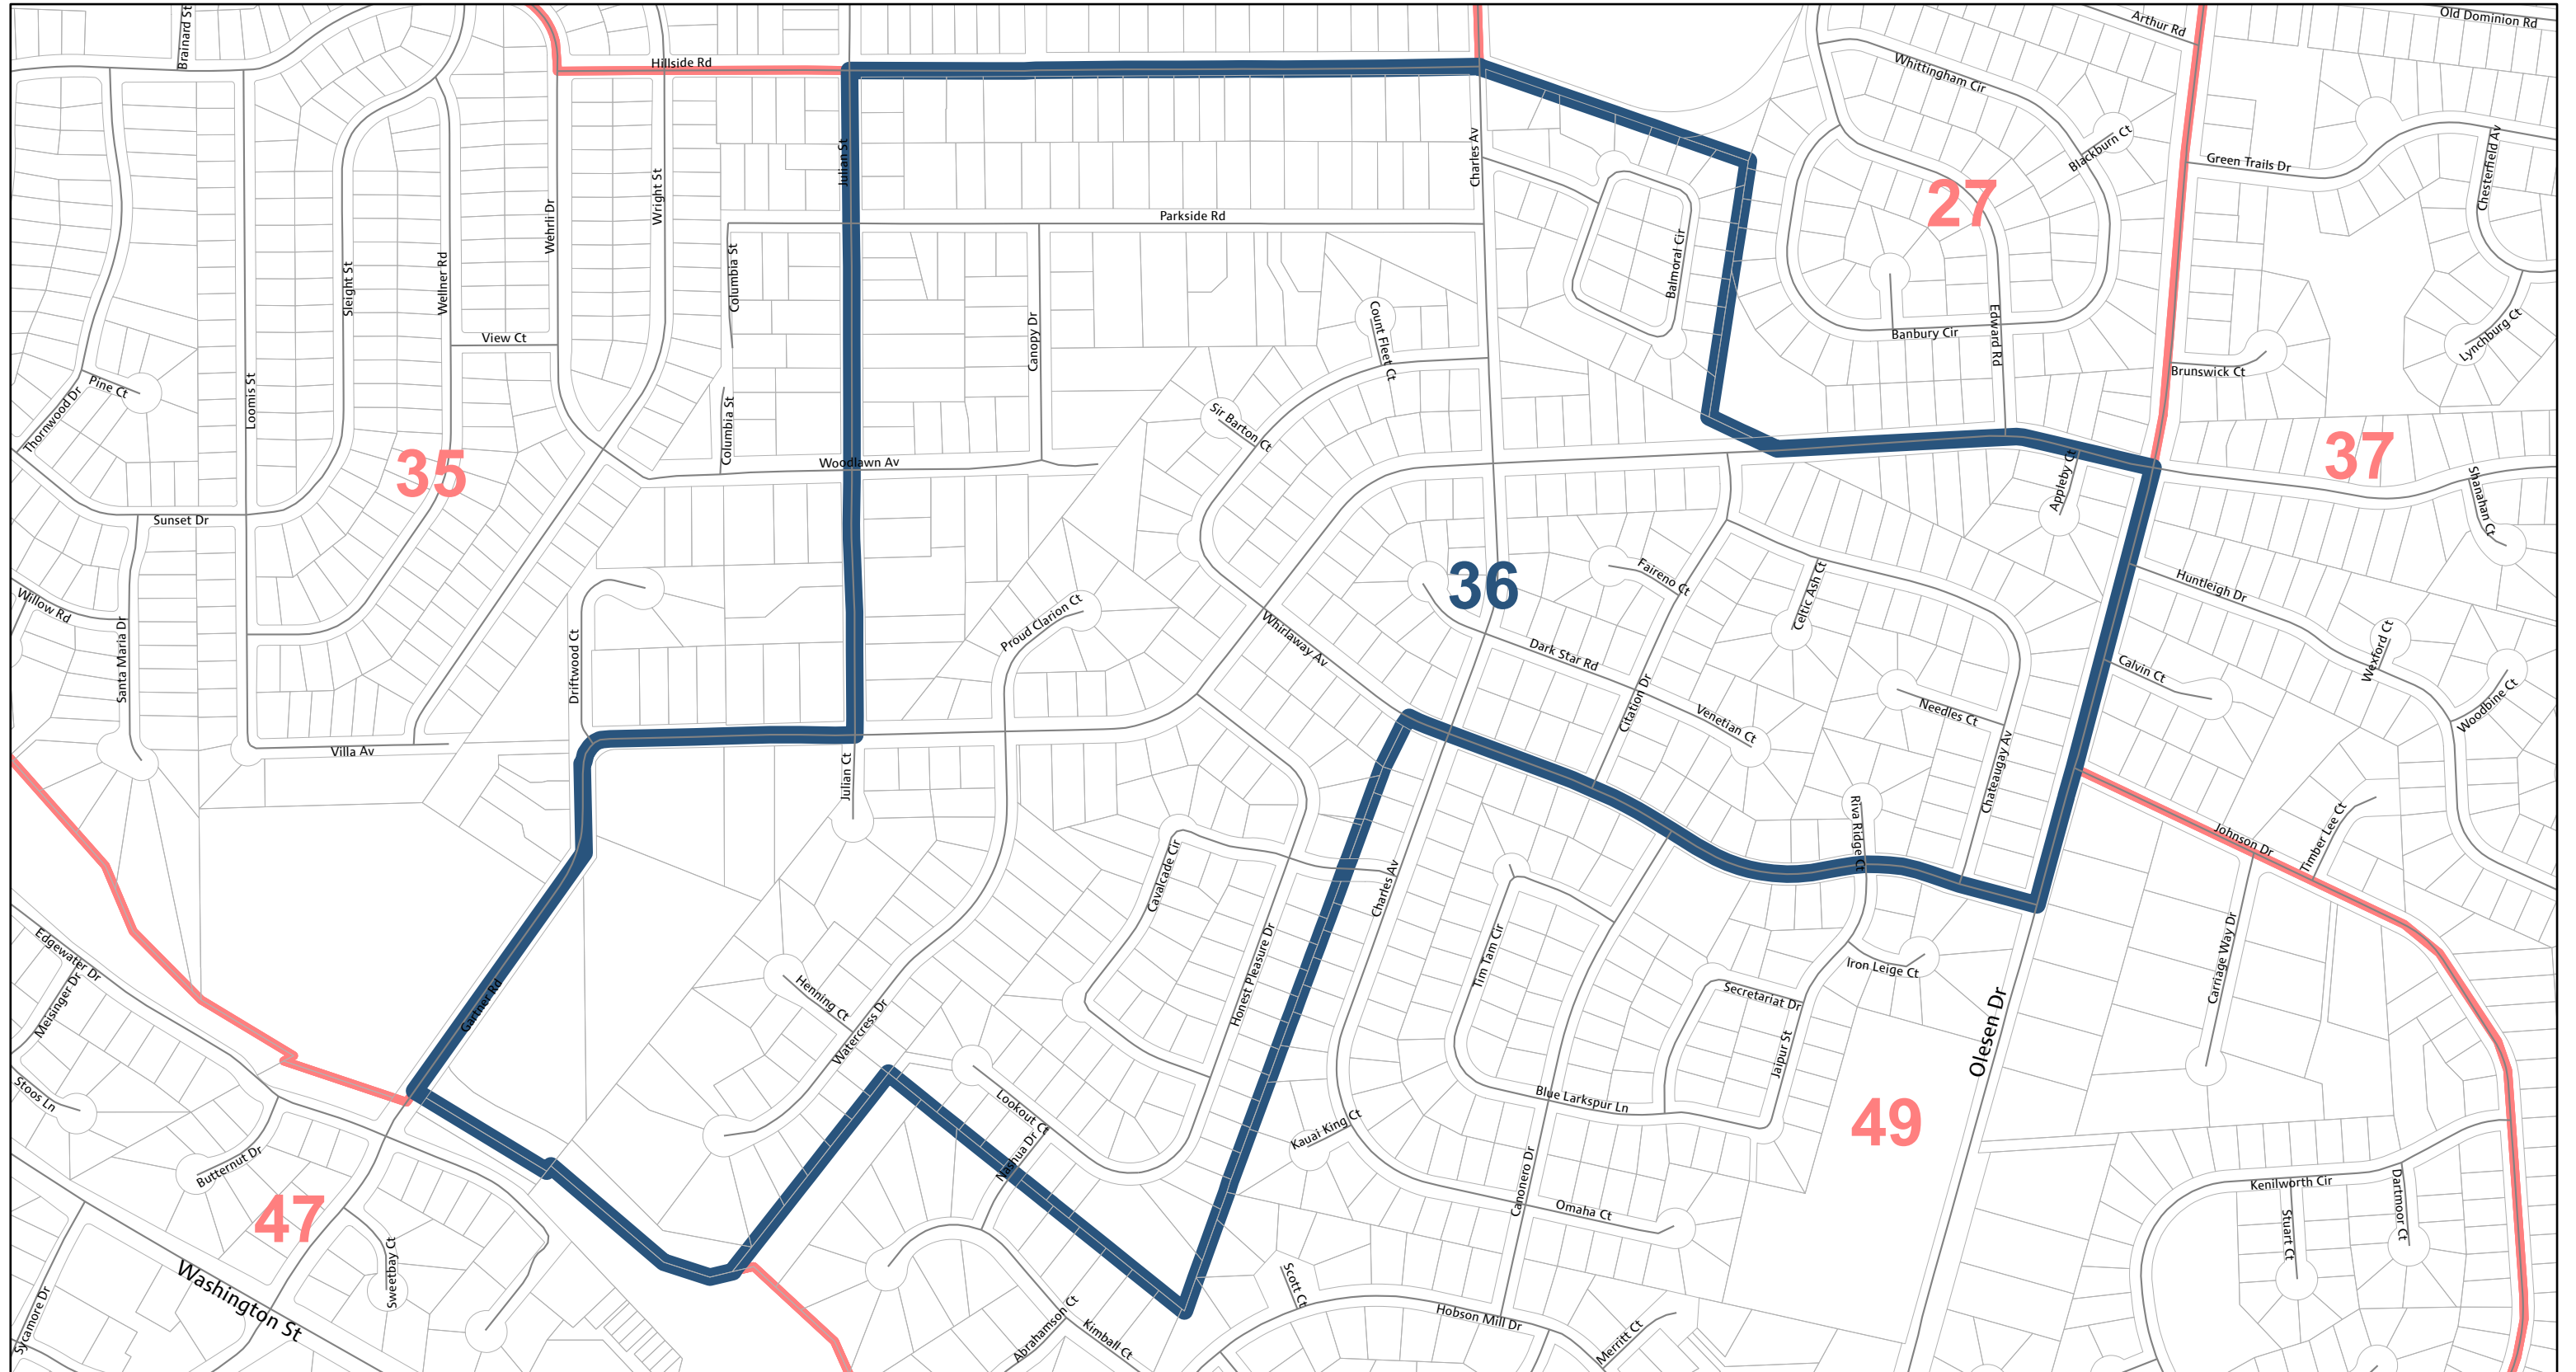 Brainard St
Hillside Rd
Arthur Rd
Old Dominion Rd
Whittingham Cir
Blackburn Ct
Green Trails Dr
Chesterfield Av
Julian St
Charles Av
Wright St
Wehrli Dr
27
Parkside Rd
Columbia St
Sleight St
Wellner Rd
Balmoral Cir
Canopy Dr
Count Fleet Ct
Banbury Cir
Edward Rd
Lynchburg Ct
View Ct
Brunswick Ct
Pine Ct
Loomis St
Thornwood Dr
Columbia St
Sir Barton Ct
35
Woodlawn Av
37
Appleby Ct
Shanahan Ct
Sunset Dr
36
Faireno Ct
Celtic Ash Ct
Huntleigh Dr
Willow Rd
Santa Maria Dr
Driftwood Ct
Proud Clarion Ct
Whirlaway Av
Dark Star Rd
Wexford Ct
Calvin Ct
Citation Dr
Venetian Ct
Needles Ct
Woodbine Ct
Villa Av
Julian Ct
Chateaugay Av
Riva Ridge Ct
Johnson Dr
Timber Lee Ct
Cavalcade Cir
Charles Av
Edgewater Dr
Meisinger Dr
Gartner Rd
Henning Ct
Watercress Dr
Honest Pleasure Dr
Tim Tam Cir
Iron Leige Ct
Secretariat Dr
Carriage Way Dr
Jaipur St
Olesen Dr
Stoos Ln
Lookout Ct
Nashua Dr
Kauai King Ct
Blue Larkspur Ln
49
Butternut Dr
47
Canonero Dr
Omaha Ct
Kenilworth Cir
Dartmoor Ct
Stuart Ct
Sweetbay Ct
Washington St
Sycamore Dr
Scott Ct
Hobson Mill Dr
Abrahamson Ct
Kimball Ct
Merritt Ct